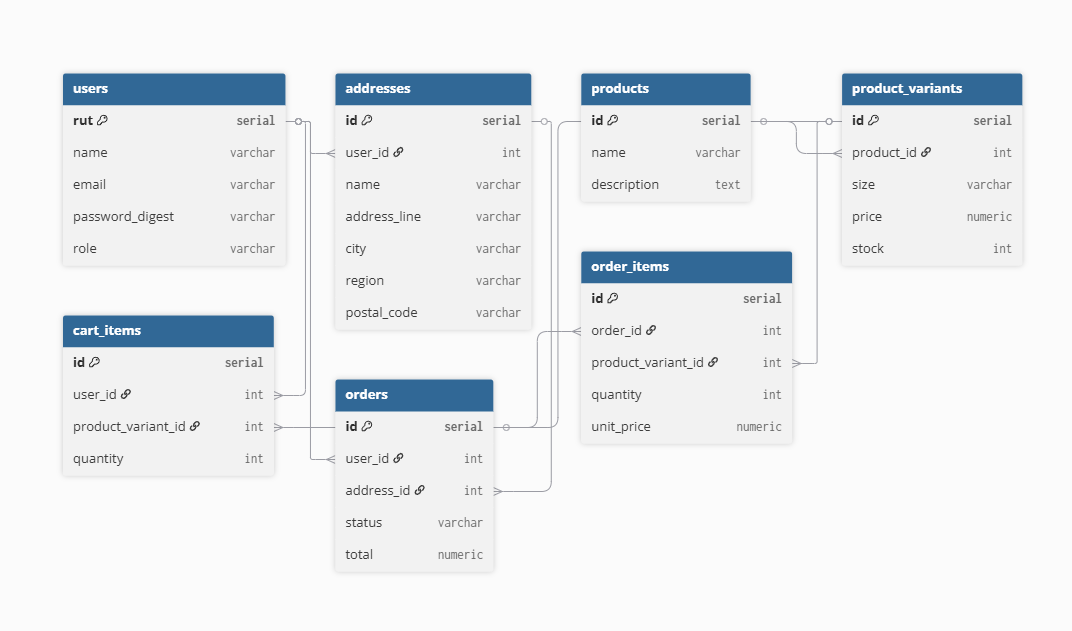 users
rut serial
name varchar
email varchar
password_digest varchar
role varchar
addresses
id serial
user_id int
name varchar
address_line varchar
city varchar
region varchar
postal_code varchar
products
id serial
name varchar
description text
product_variants
id serial
product_id int
size varchar
price numeric
stock int
cart_items
id serial
user_id int
product_variant_id int
quantity int
orders
id serial
user_id int
address_id int
status varchar
total numeric
order_items
id serial
order_id int
product_variant_id int
quantity int
unit_price numeric